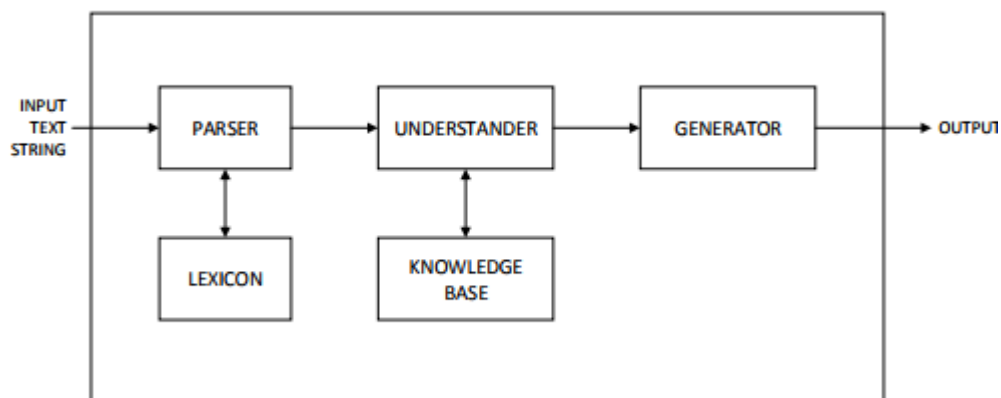 INPUT
TEXT
STRING
PARSER
UNDERSTANDER
GENERATOR
OUTPUT
LEXICON
KNOWLEDGE
BASE